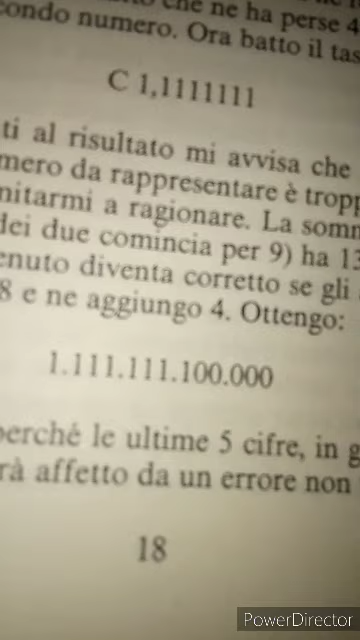 che ne ha perse 4
condo numero. Ora batto il tas
C 1,1111111
ti al risultato mi avvisa che
mero da rappresentare è tropp
nitarmi a ragionare. La somm
dei due comincia per 9) ha 13
enuto diventa corretto se gli
8 e ne aggiungo 4. Ottengo:
1.111.111.100.000
perché le ultime 5 cifre, in g
rà affetto da un errore non
18
PowerDirector